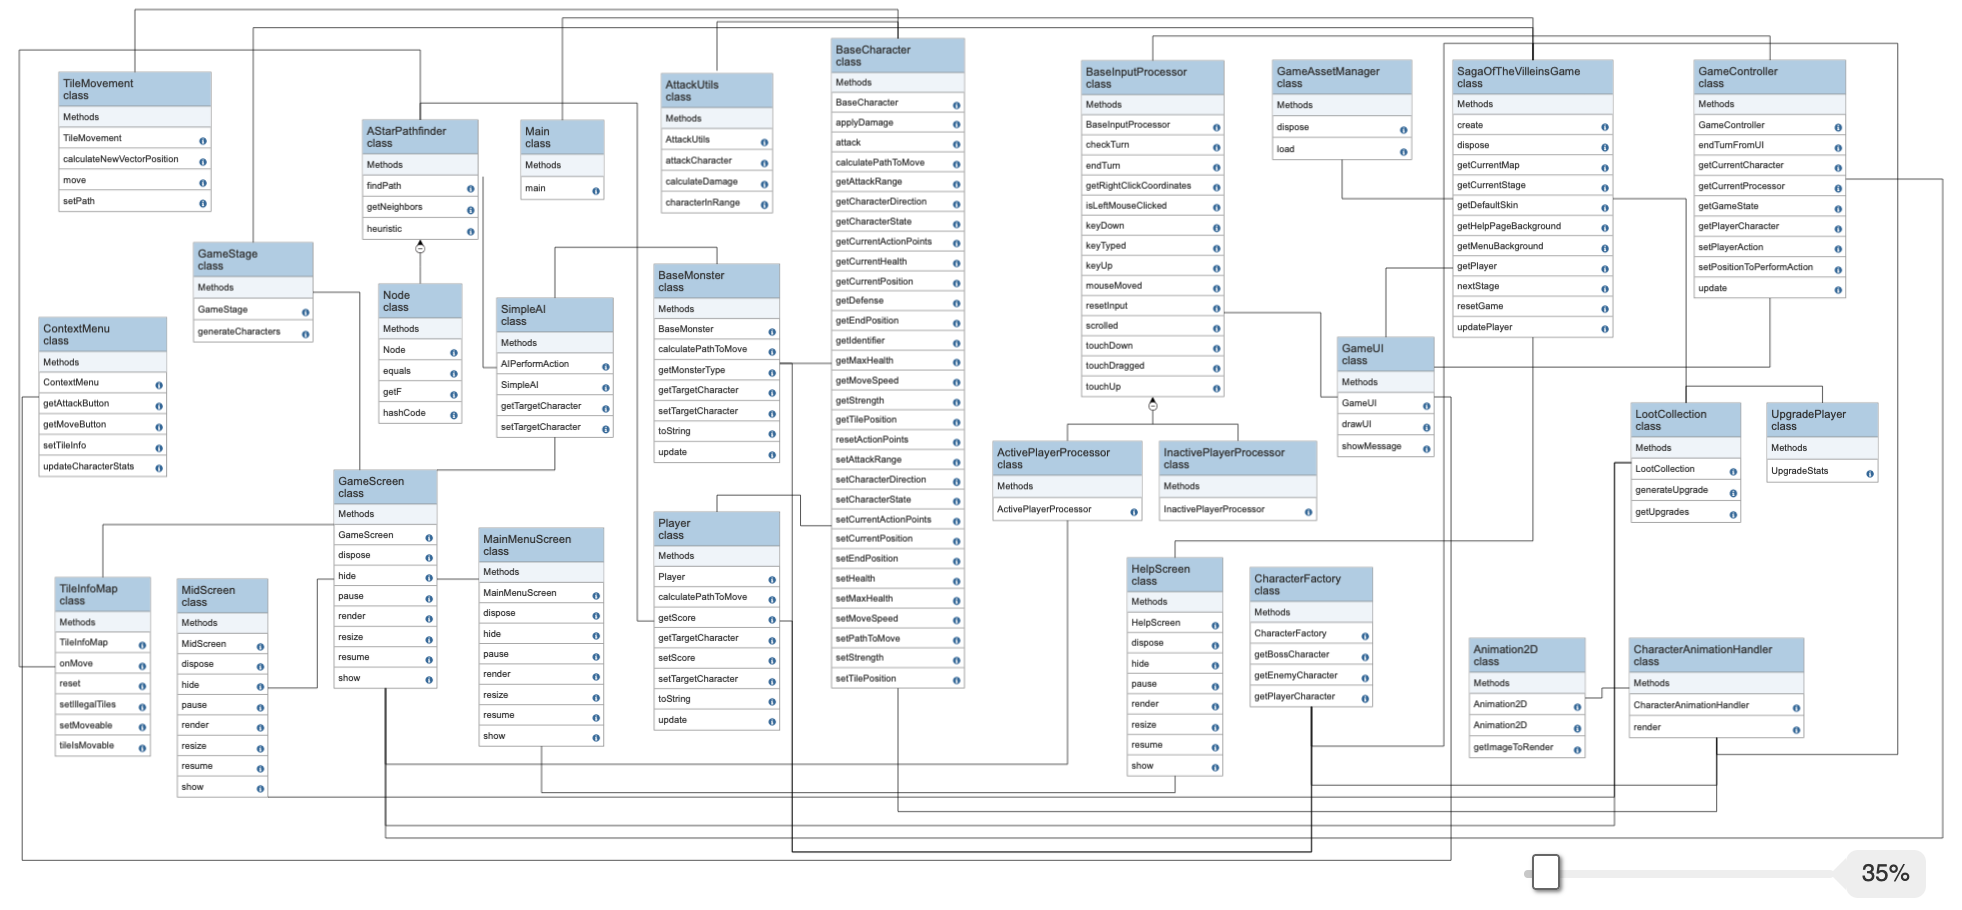 TileMovement
class
Methods
TileMovement
calculateNewVectorPosition
move
setPath
AStarPathfinder
class
Methods
findPath
getNeighbors
heuristic
Main
class
Methods
main
AttackUtils
class
Methods
AttackUtils
attackCharacter
calculateDamage
characterInRange
BaseCharacter
class
Methods
BaseCharacter
applyDamage
attack
calculatePathToMove
getAttackRange
getCharacterDirection
getCharacterState
getCurrentActionPoints
getCurrentHealth
getCurrentPosition
getDefense
getEndPosition
getIdentifier
getMaxHealth
getMoveSpeed
getStrength
getTilePosition
resetActionPoints
setAttackRange
setCharacterDirection
setCharacterState
setCurrentActionPoints
setCurrentPosition
setEndPosition
setHealth
setMaxHealth
setMoveSpeed
setPathToMove
setStrength
setTilePosition
BaseInputProcessor
class
Methods
BaseInputProcessor
checkTurn
endTurn
getRightClickCoordinates
isLeftMouseClicked
keyDown
keyTyped
keyUp
mouseMoved
resetInput
scrolled
touchDown
touchDragged
touchUp
GameAssetManager
class
Methods
dispose
load
SagaOfTheVilleinsGame
class
Methods
create
dispose
getCurrentMap
getCurrentStage
getDefaultSkin
getHelpPageBackground
getMenuBackground
getPlayer
nextStage
resetGame
updatePlayer
GameController
class
Methods
GameController
endTurnFromUI
getCurrentCharacter
getCurrentProcessor
getGameState
getPlayerCharacter
setPlayerAction
setPositionToPerformAction
update
GameStage
class
Methods
GameStage
generateCharacters
Node
class
Methods
Node
equals
getF
hashCode
SimpleAI
class
Methods
AIPerformAction
SimpleAI
getTargetCharacter
setTargetCharacter
BaseMonster
class
Methods
BaseMonster
calculatePathToMove
getMonsterType
getTargetCharacter
setTargetCharacter
toString
update
ContextMenu
class
Methods
ContextMenu
getAttackButton
getMoveButton
setTileInfo
updateCharacterStats
GameUI
class
Methods
GameUI
drawUI
showMessage
LootCollection
class
Methods
LootCollection
generateUpgrade
getUpgrades
UpgradePlayer
class
Methods
UpgradeStats
ActivePlayerProcessor
class
Methods
ActivePlayerProcessor
InactivePlayerProcessor
class
Methods
InactivePlayerProcessor
GameScreen
class
Methods
GameScreen
dispose
hide
pause
render
resize
resume
show
MainMenuScreen
class
Methods
MainMenuScreen
dispose
hide
pause
render
resize
resume
show
Player
class
Methods
Player
calculatePathToMove
getScore
getTargetCharacter
setScore
setTargetCharacter
toString
update
TileInfoMap
class
Methods
TileInfoMap
onMove
reset
setIllegalTiles
setMoveable
tileIsMovable
MidScreen
class
Methods
MidScreen
dispose
hide
pause
render
resize
resume
show
HelpScreen
class
Methods
HelpScreen
dispose
hide
pause
render
resize
resume
show
CharacterFactory
class
Methods
CharacterFactory
getBossCharacter
getEnemyCharacter
getPlayerCharacter
Animation2D
class
Methods
Animation2D
Animation2D
getImageToRender
CharacterAnimationHandler
class
Methods
CharacterAnimationHandler
render
35%